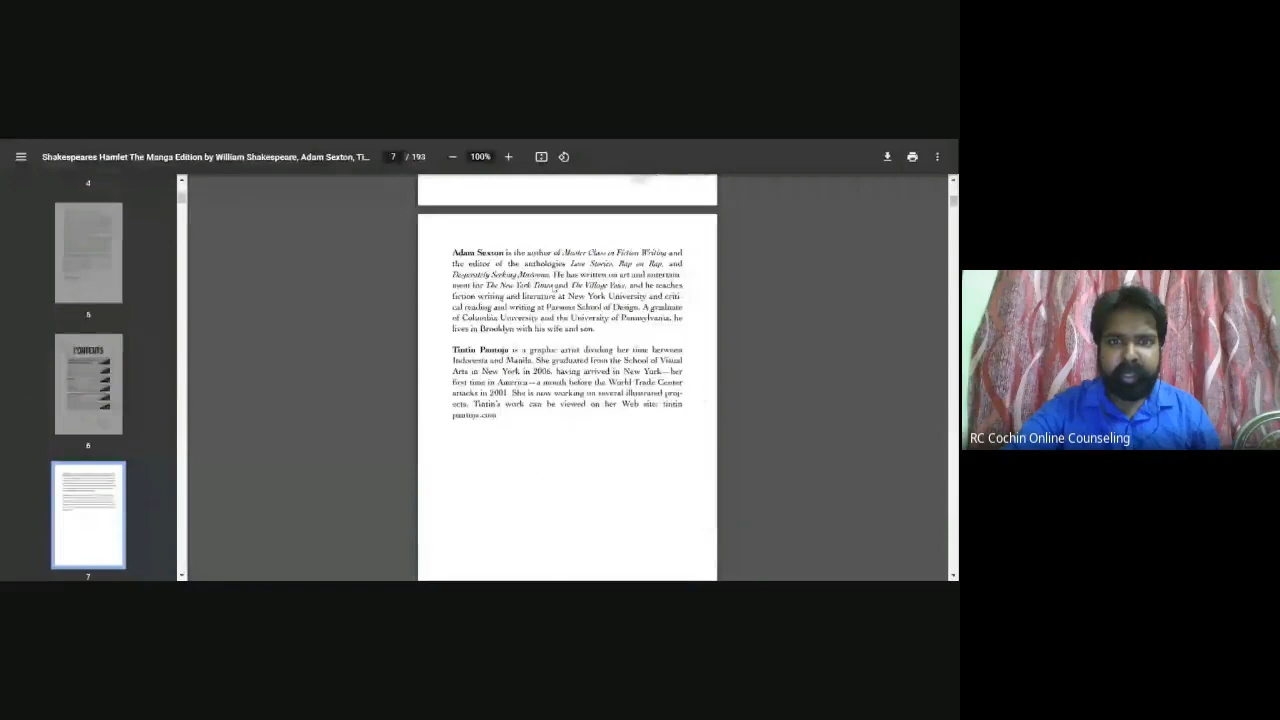 Shakespeares Hamlet The Manga Edition by William Shakespeare, Adam Sexton, Ti...
7 / 193
100%
4
5
CONTENTS
6
7
Adam Sexton is the author of Master Class in Fiction Writing and
the editor of the anthologies Love Stories, Rap on Rap, and
Desperately Seeking Madonna. He has written on art and entertain-
ment for The New York Times and The Village Voice, and he teaches
fiction writing and literature at New York University and criti-
cal reading and writing at Parsons School of Design. A graduate
of Columbia University and the University of Pennsylvania, he
lives in Brooklyn with his wife and son.
Tintin Pantoja is a graphic artist dividing her time between
Indonesia and Manila. She graduated from the School of Visual
Arts in New York in 2006, having arrived in New York—her
first time in America—a month before the World Trade Center
attacks in 2001. She is now working on several illustrated proj-
ects. Tintin's work can be viewed on her Web site: tintin
pantoja.com
RC Cochin Online Counseling